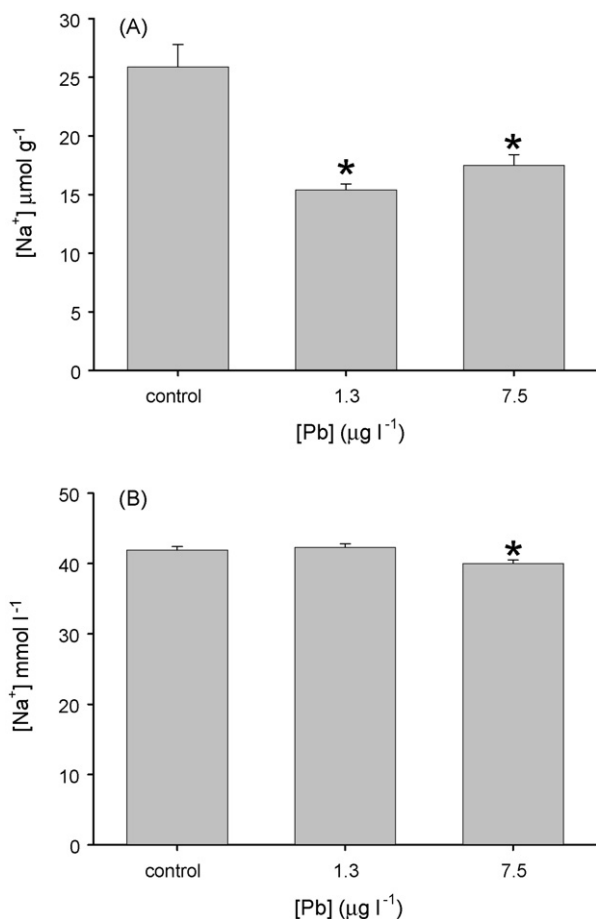 (A)
30
25
20
15
10
5
0
[Na⁺] μmol g⁻¹
*
*
control 1.3 7.5
[Pb] (μg l⁻¹)
(B)
50
40
30
20
10
0
[Na⁺] mmol l⁻¹
*
control 1.3 7.5
[Pb] (μg l⁻¹)